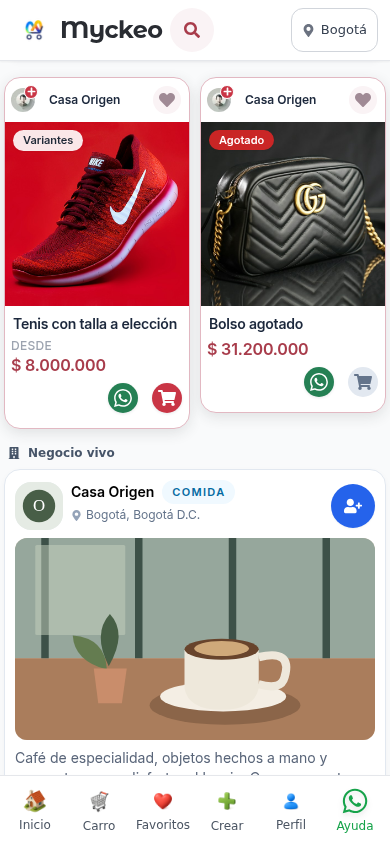 Myckeo
Bogotá
Casa Origen
Variantes
NIKE
Tenis con talla a elección
DESDE
$ 8.000.000
Casa Origen
Agotado
Bolso agotado
$ 31.200.000
Negocio vivo
O
Casa Origen
COMIDA
Bogotá, Bogotá D.C.
Café de especialidad, objetos hechos a mano y
Inicio
Carro
Favoritos
Crear
Perfil
Ayuda